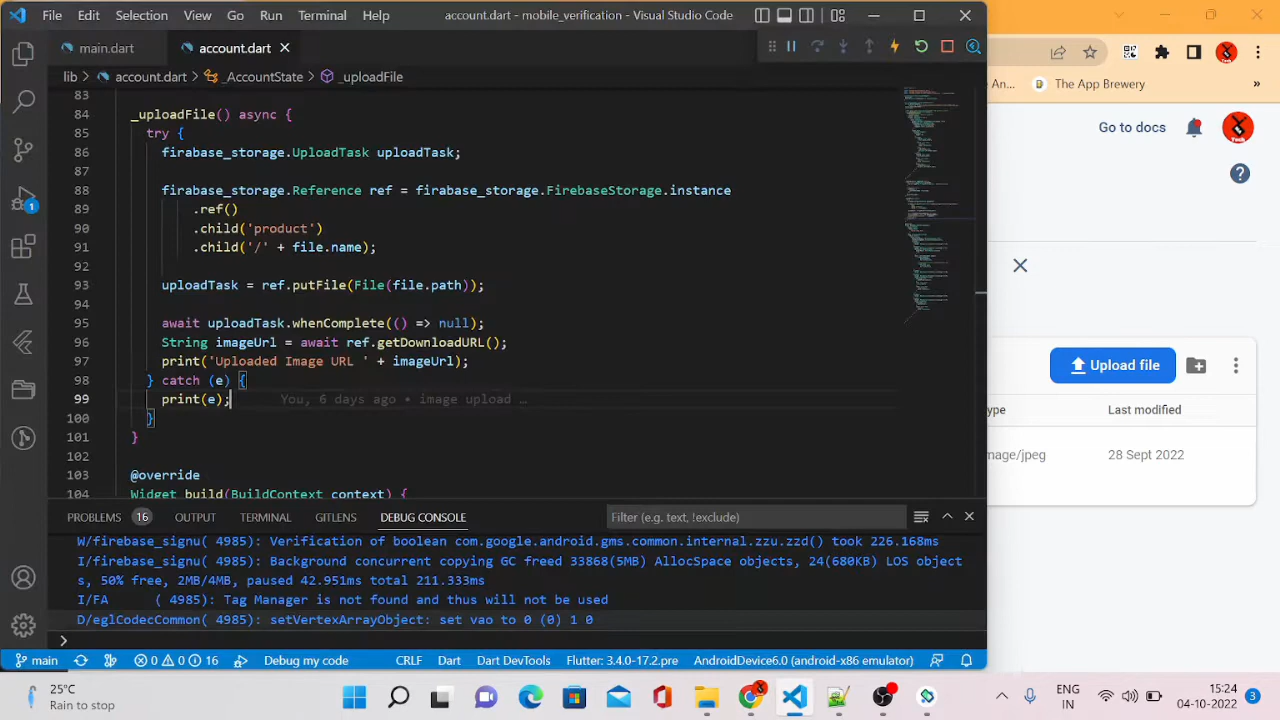 File Edit Selection View Go Run Terminal Help account.dart - mobile_verification - Visual Studio Code
main.dart account.dart
lib > account.dart > _AccountState > _uploadFile
An... The App Brewery »
Go to docs
Tech
83
85 try {
86 firabase_storage.UploadTask uploadTask;
88 firabase_storage.Reference ref = firabase_storage.FirebaseStorage.instance
89 .ref()
91 .child('/' + file.name);
92
93 uploadTask = ref.putFile(File(file.path));
94
95 await uploadTask.whenComplete(() => null);
96 String imageUrl = await ref.getDownloadURL();
97 print('Uploaded Image URL ' + imageUrl);
98 } catch (e) {
99 print(e); You, 6 days ago • image upload …
100 }
101 }
102
103 @override
104 Widget build(BuildContext context) {
Upload file
ype Last modified
mage/jpeg 28 Sept 2022
PROBLEMS 16 OUTPUT TERMINAL GITLENS DEBUG CONSOLE Filter (e.g. text, !exclude)
W/firebase_signu( 4985): Verification of boolean com.google.android.gms.common.internal.zzu.zzd() took 226.168ms
I/firebase_signu( 4985): Background concurrent copying GC freed 33868(5MB) AllocSpace objects, 24(680KB) LOS object
s, 50% free, 2MB/4MB, paused 42.951ms total 211.333ms
I/FA ( 4985): Tag Manager is not found and thus will not be used
D/eglCodecCommon( 4985): setVertexArrayObject: set vao to 0 (0) 1 0
>
main 0 0 16 Debug my code CRLF Dart Dart DevTools Flutter: 3.4.0-17.2.pre AndroidDevice6.0 (android-x86 emulator)
25°C
Rain to stop
ENG
IN
15:24
04-10-2022
3